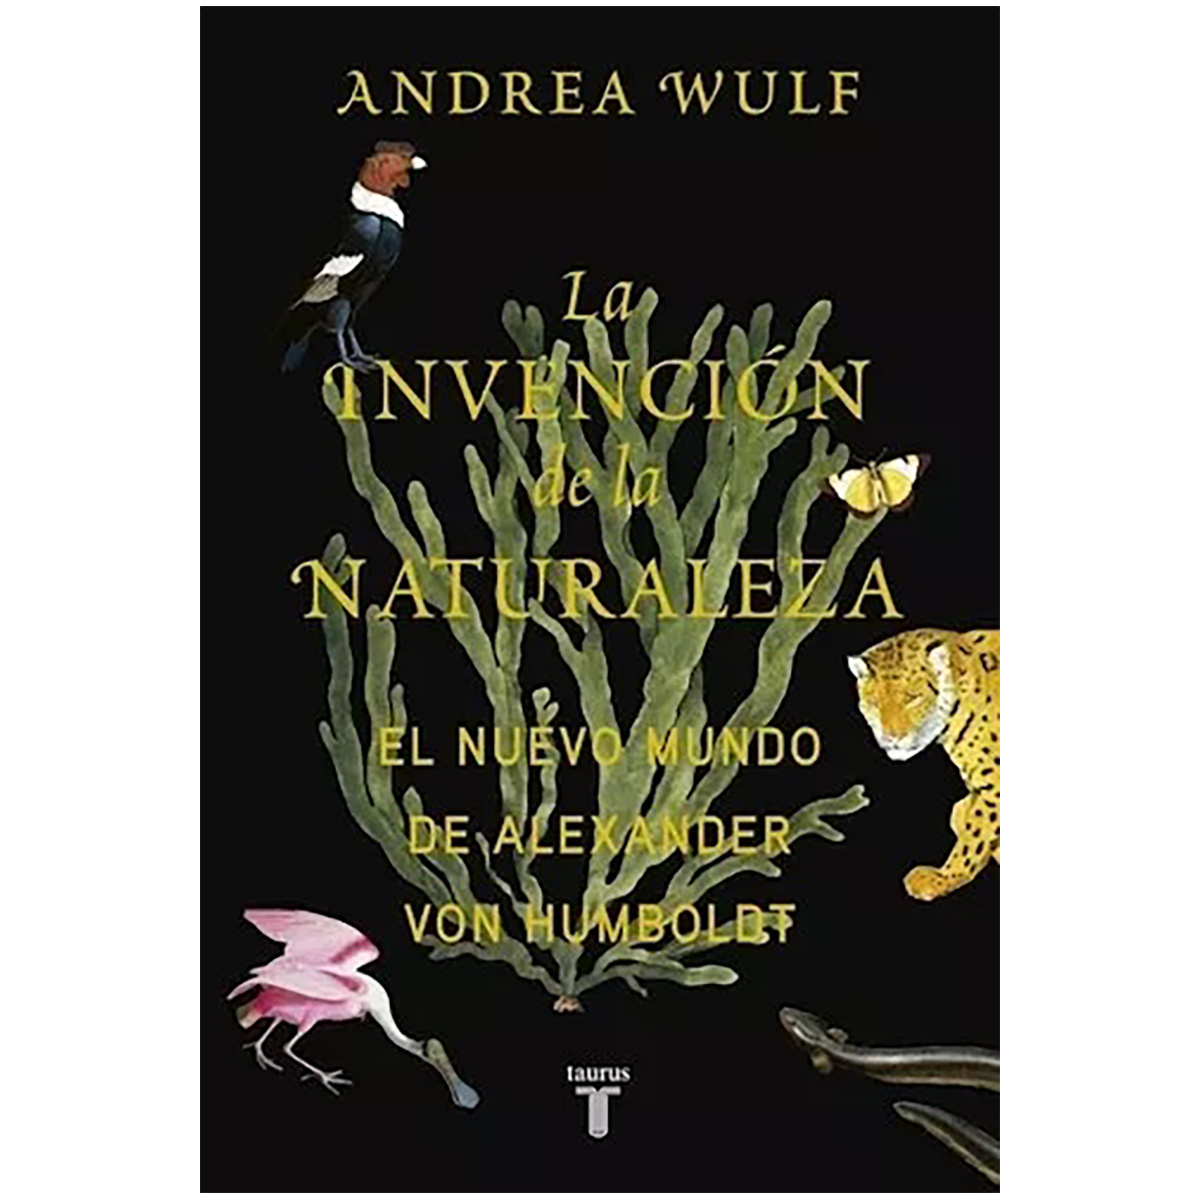 ANDREA WULF
La
INVENCIÓN
de la
NATURALEZA
EL NUEVO MUNDO
DE ALEXANDER
VON HUMBOLDT
taurus
T